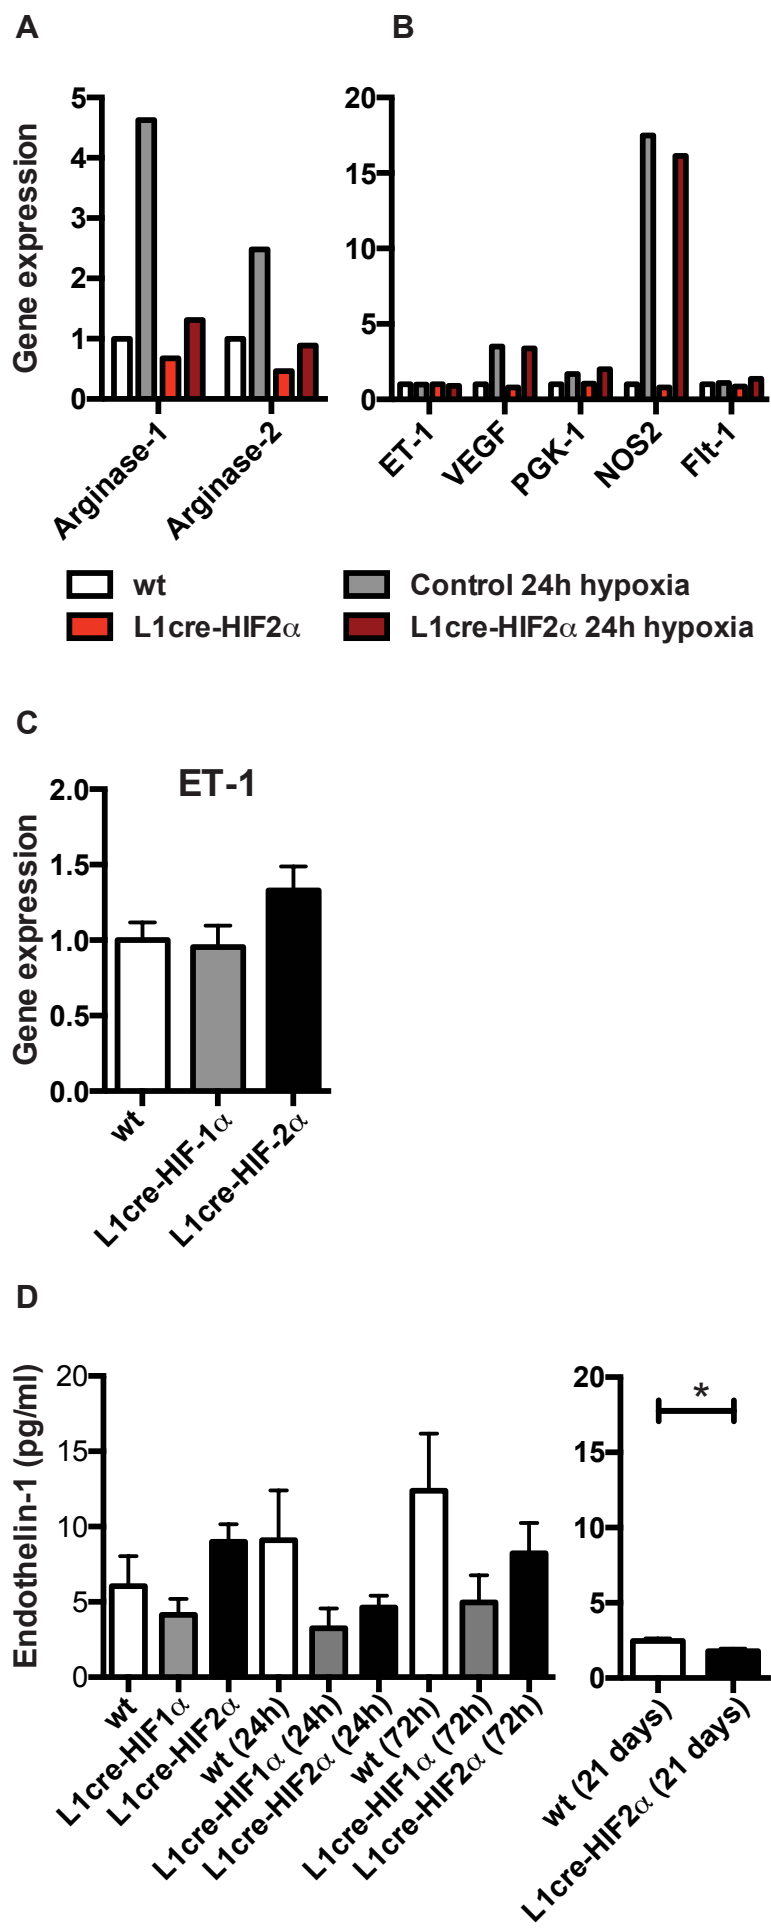 A
B
Gene expression
5
4
3
2
1
0
Arginase-1
Arginase-2
20
15
10
5
0
ET-1
VEGF
PGK-1
NOS2
Flt-1
wt
Control 24h hypoxia
L1cre-HIF2α
L1cre-HIF2α 24h hypoxia
C
ET-1
Gene expression
2.0
1.5
1.0
0.5
0.0
wt
L1cre-HIF-1α
L1cre-HIF-2α
D
Endothelin-1 (pg/ml)
20
15
10
5
0
wt
L1cre-HIF1α
L1cre-HIF2α
wt (24h)
L1cre-HIF1α (24h)
L1cre-HIF2α (24h)
wt (72h)
L1cre-HIF1α (72h)
L1cre-HIF2α (72h)
20
15
10
5
0
*
wt (21 days)
L1cre-HIF2α (21 days)